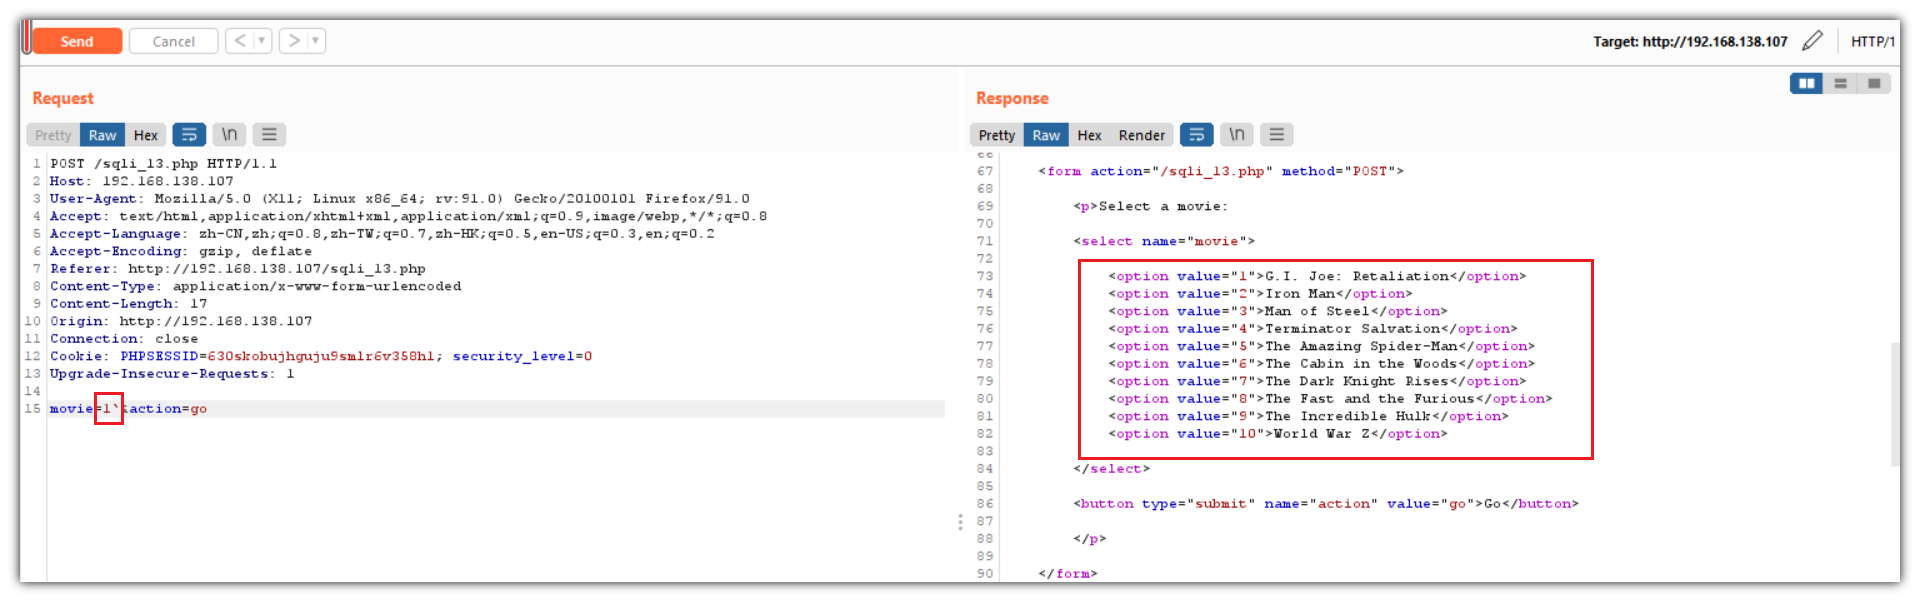 Send Cancel < > Target: http://192.168.138.107 HTTP/1
Request
Pretty Raw Hex \n
1 POST /sqli_13.php HTTP/1.1
2 Host: 192.168.138.107
3 User-Agent: Mozilla/5.0 (X11; Linux x86_64; rv:91.0) Gecko/20100101 Firefox/91.0
4 Accept: text/html,application/xhtml+xml,application/xml;q=0.9,image/webp,*/*;q=0.8
5 Accept-Language: zh-CN,zh;q=0.8,zh-TW;q=0.7,zh-HK;q=0.5,en-US;q=0.3,en;q=0.2
6 Accept-Encoding: gzip, deflate
7 Referer: http://192.168.138.107/sqli_13.php
8 Content-Type: application/x-www-form-urlencoded
9 Content-Length: 17
10 Origin: http://192.168.138.107
11 Connection: close
12 Cookie: PHPSESSID=630skobujhguju9smlr6v358h1; security_level=0
13 Upgrade-Insecure-Requests: 1
14
15 movie=1`&action=go
Response
Pretty Raw Hex Render \n
66
67 <form action="/sqli_13.php" method="POST">
68
69 <p>Select a movie:
70
71 <select name="movie">
72
73 <option value="1">G.I. Joe: Retaliation</option>
74 <option value="2">Iron Man</option>
75 <option value="3">Man of Steel</option>
76 <option value="4">Terminator Salvation</option>
77 <option value="5">The Amazing Spider-Man</option>
78 <option value="6">The Cabin in the Woods</option>
79 <option value="7">The Dark Knight Rises</option>
80 <option value="8">The Fast and the Furious</option>
81 <option value="9">The Incredible Hulk</option>
82 <option value="10">World War Z</option>
83
84 </select>
85
86 <button type="submit" name="action" value="go">Go</button>
87
88 </p>
89
90 </form>